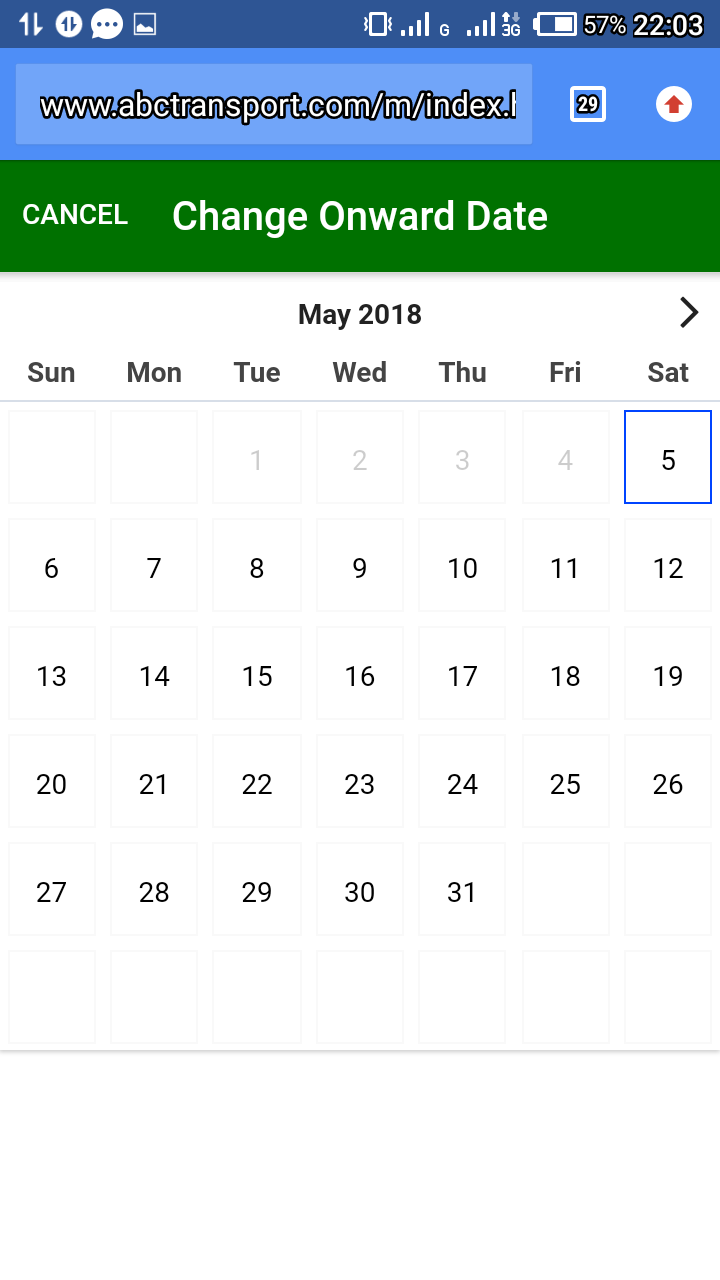 G 3G 57% 22:03
www.abctransport.com/m/index.h 29
CANCEL Change Onward Date
May 2018
Sun Mon Tue Wed Thu Fri Sat
1 2 3 4 5
6 7 8 9 10 11 12
13 14 15 16 17 18 19
20 21 22 23 24 25 26
27 28 29 30 31